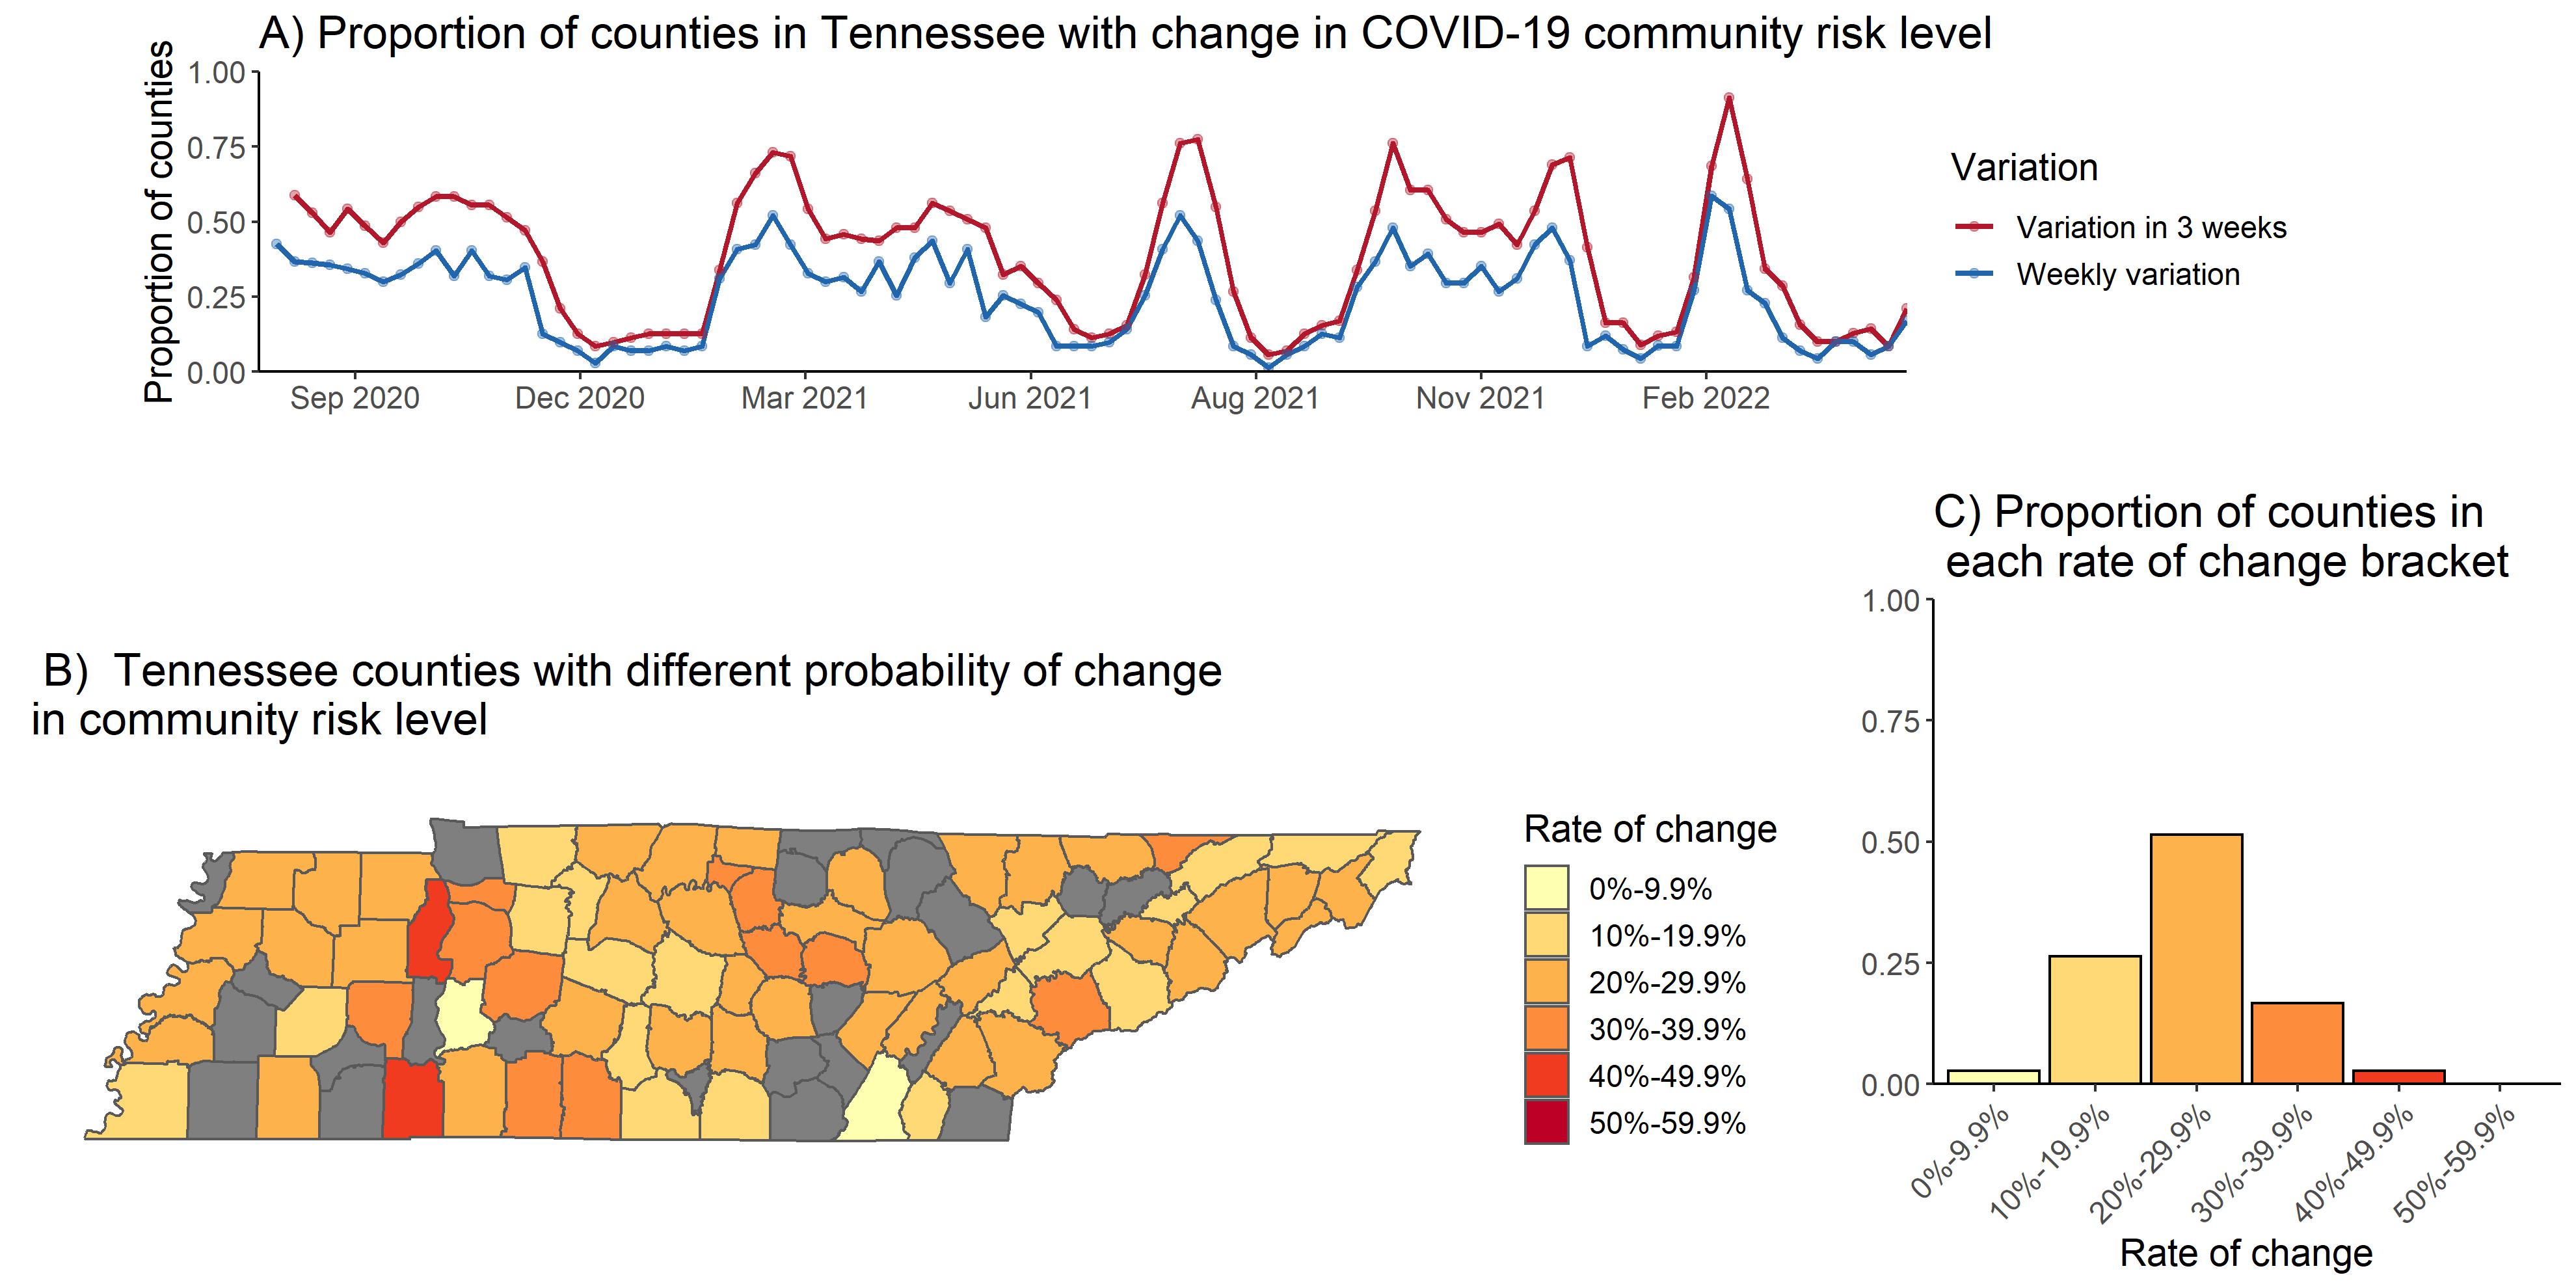 A) Proportion of counties in Tennessee with change in COVID-19 community risk level
Proportion of counties
1.00
0.75
0.50
0.25
0.00
Sep 2020 Dec 2020 Mar 2021 Jun 2021 Aug 2021 Nov 2021 Feb 2022
Variation
Variation in 3 weeks
Weekly variation
B) Tennessee counties with different probability of change
in community risk level
Rate of change
0%-9.9%
10%-19.9%
20%-29.9%
30%-39.9%
40%-49.9%
50%-59.9%
C) Proportion of counties in
each rate of change bracket
1.00
0.75
0.50
0.25
0.00
0%-9.9% 10%-19.9% 20%-29.9% 30%-39.9% 40%-49.9% 50%-59.9%
Rate of change